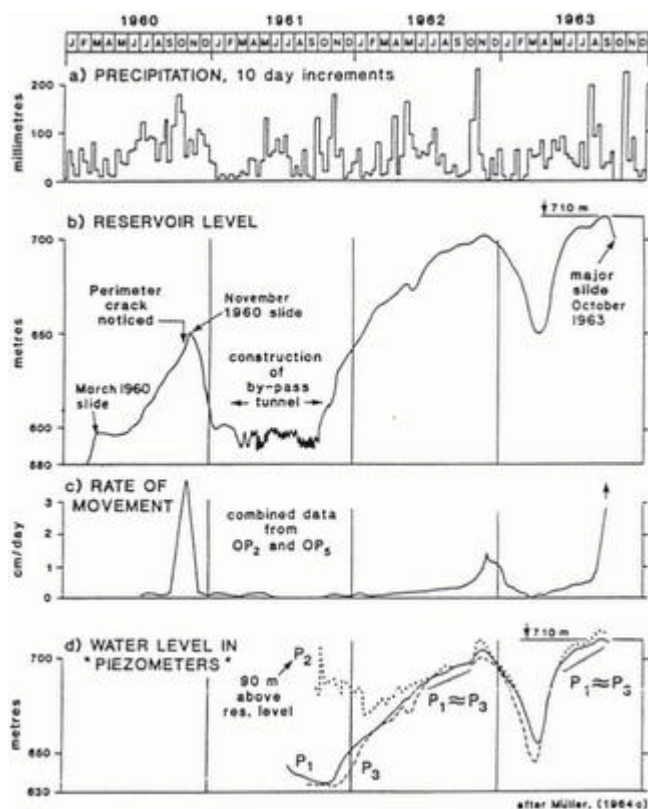 1960 1961 1962 1963
J F M A M J J A S O N D J F M A M J J A S O N D J F M A M J J A S O N D J F M A M J J A S O N D
a) PRECIPITATION, 10 day increments
200
100
0
millimetres
b) RESERVOIR LEVEL
710 m
700
650
600
580
metres
Perimeter
crack
noticed
November
1960 slide
March 1960
slide
construction
of
by-pass
tunnel
major
slide
October
1963
c) RATE OF
MOVEMENT
3
2
1
0
cm/day
combined data
from
OP2 and OP5
d) WATER LEVEL IN
"PIEZOMETERS"
710 m
700
650
630
metres
P2
90 m
above
res. level
P1
P3
P1≈P3
P1≈P3
after Müller, (1964c)